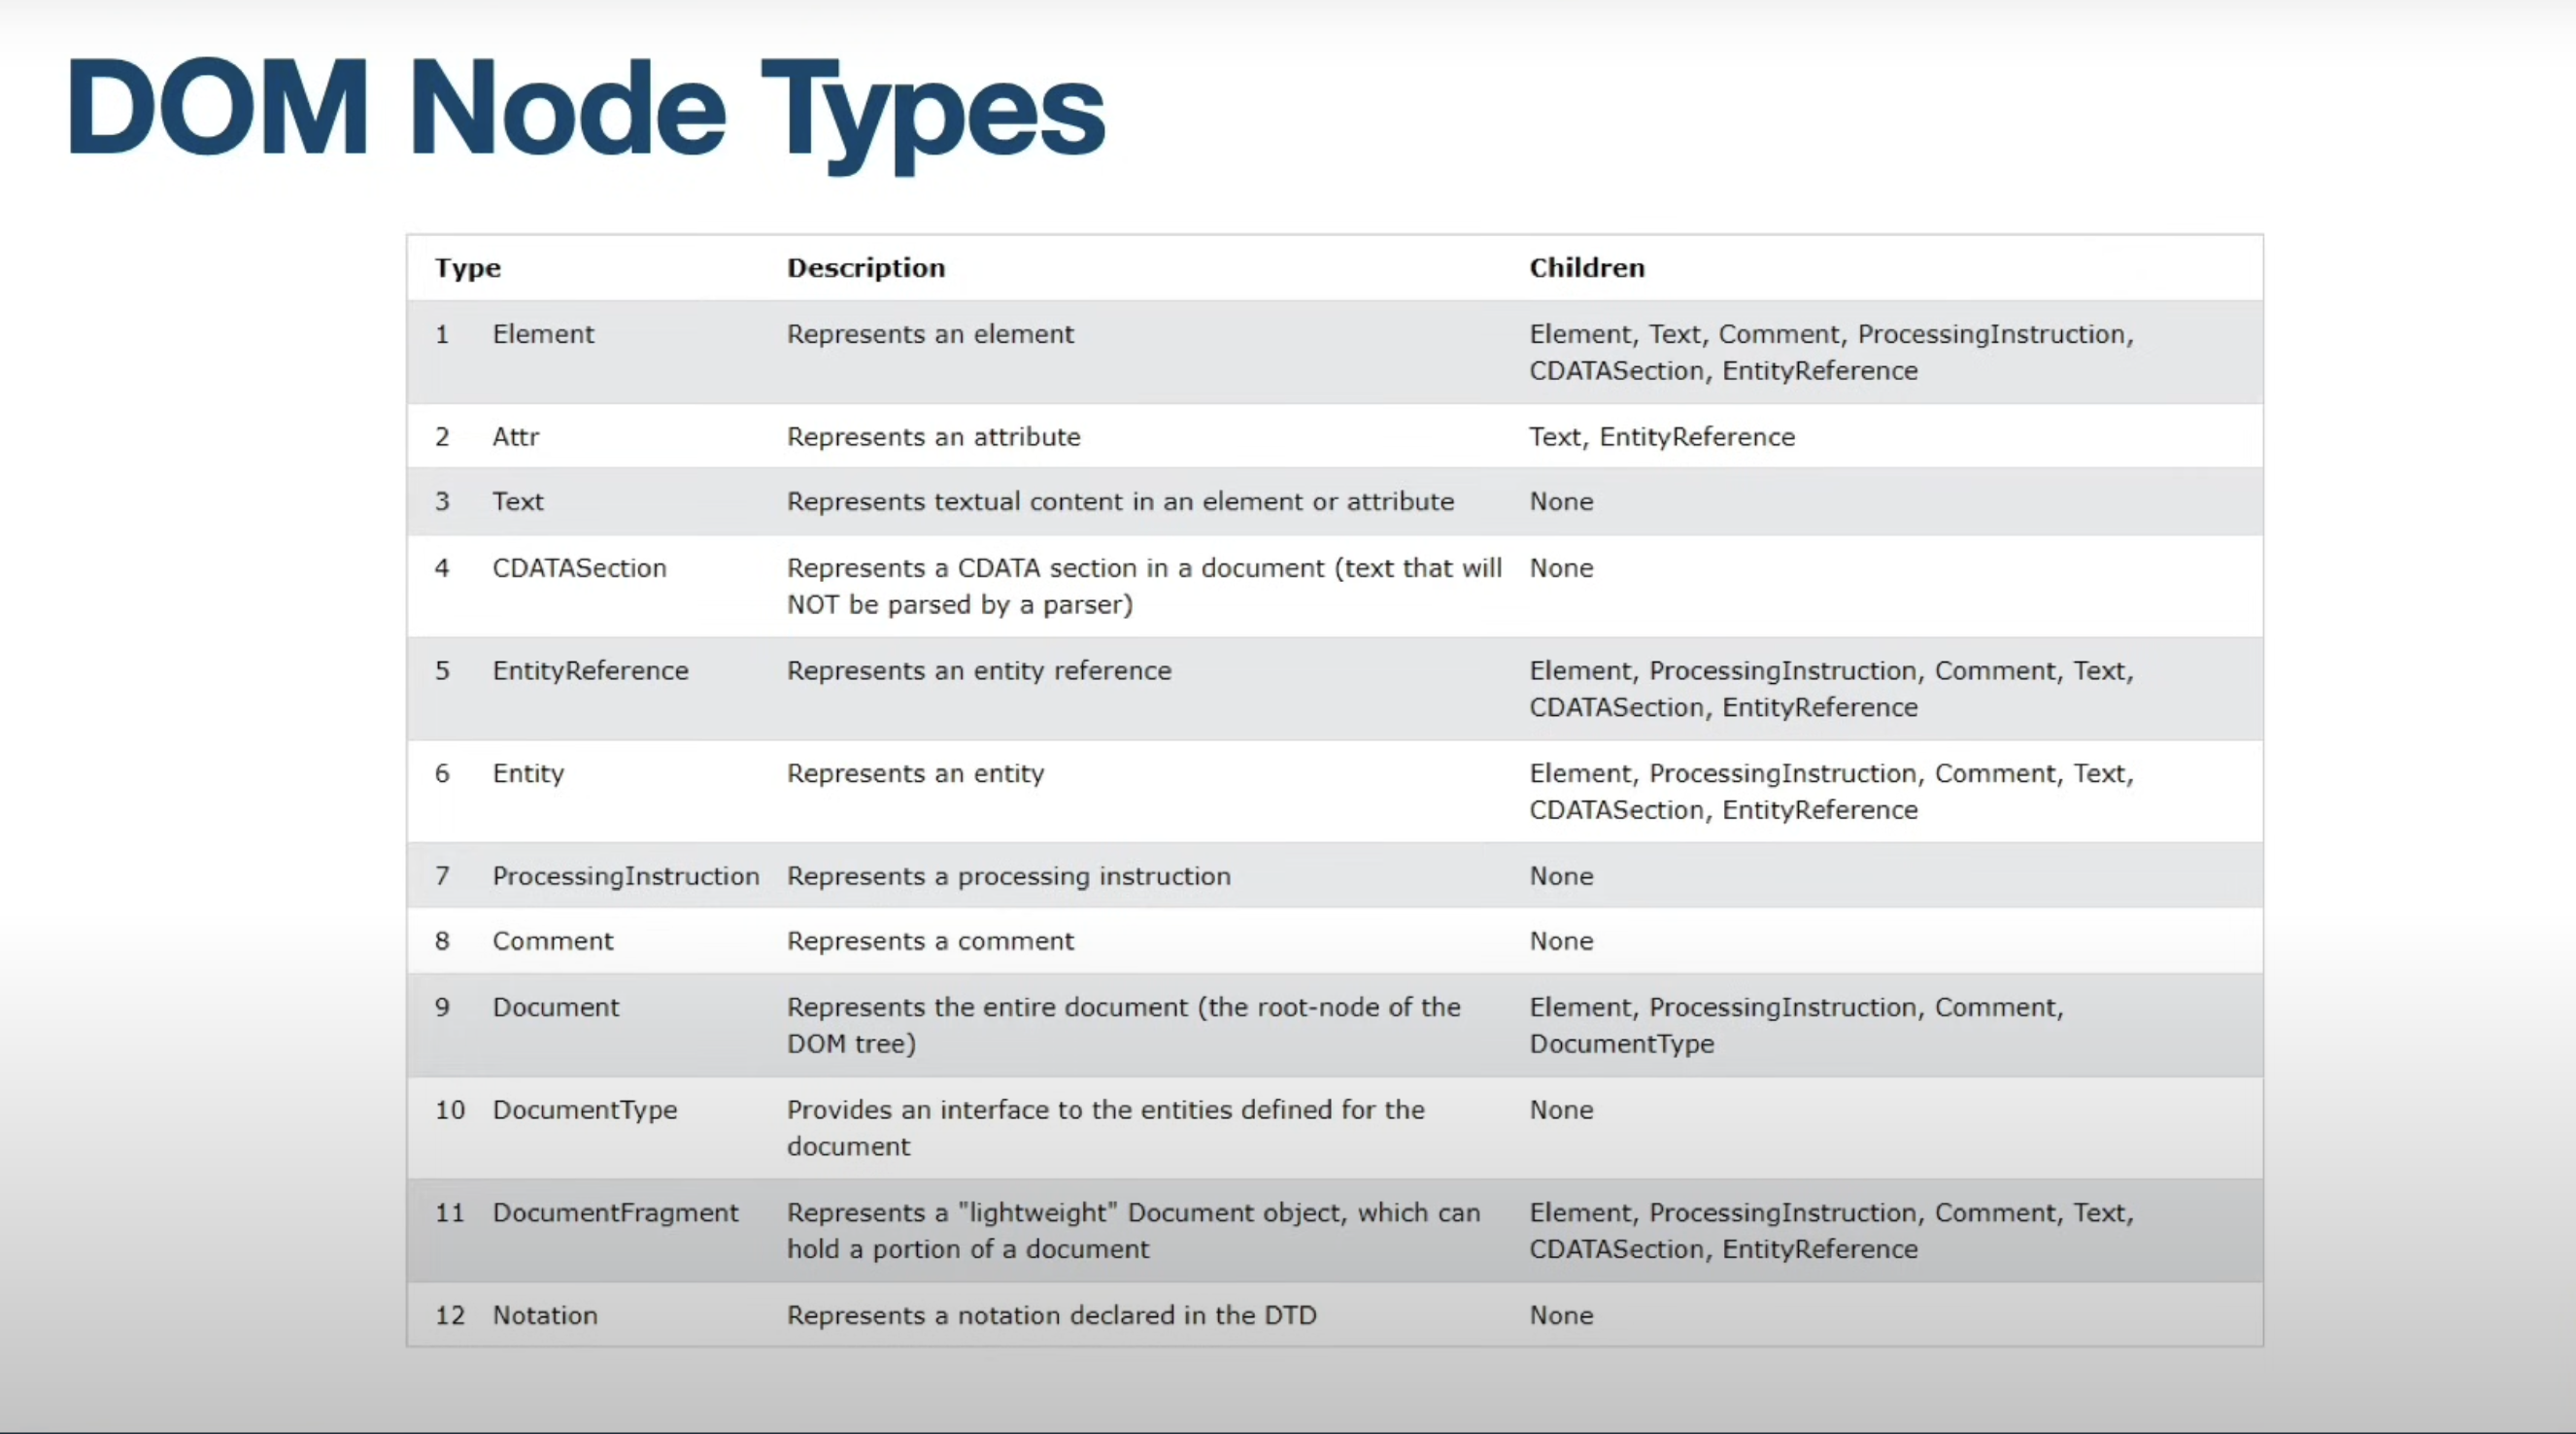 DOM Node Types
Type Description Children
1 Element Represents an element Element, Text, Comment, ProcessingInstruction,
CDATASection, EntityReference
2 Attr Represents an attribute Text, EntityReference
3 Text Represents textual content in an element or attribute None
4 CDATASection Represents a CDATA section in a document (text that will None
NOT be parsed by a parser)
5 EntityReference Represents an entity reference Element, ProcessingInstruction, Comment, Text,
CDATASection, EntityReference
6 Entity Represents an entity Element, ProcessingInstruction, Comment, Text,
CDATASection, EntityReference
7 ProcessingInstruction Represents a processing instruction None
8 Comment Represents a comment None
9 Document Represents the entire document (the root-node of the Element, ProcessingInstruction, Comment,
DOM tree) DocumentType
10 DocumentType Provides an interface to the entities defined for the None
document
11 DocumentFragment Represents a "lightweight" Document object, which can Element, ProcessingInstruction, Comment, Text,
hold a portion of a document CDATASection, EntityReference
12 Notation Represents a notation declared in the DTD None